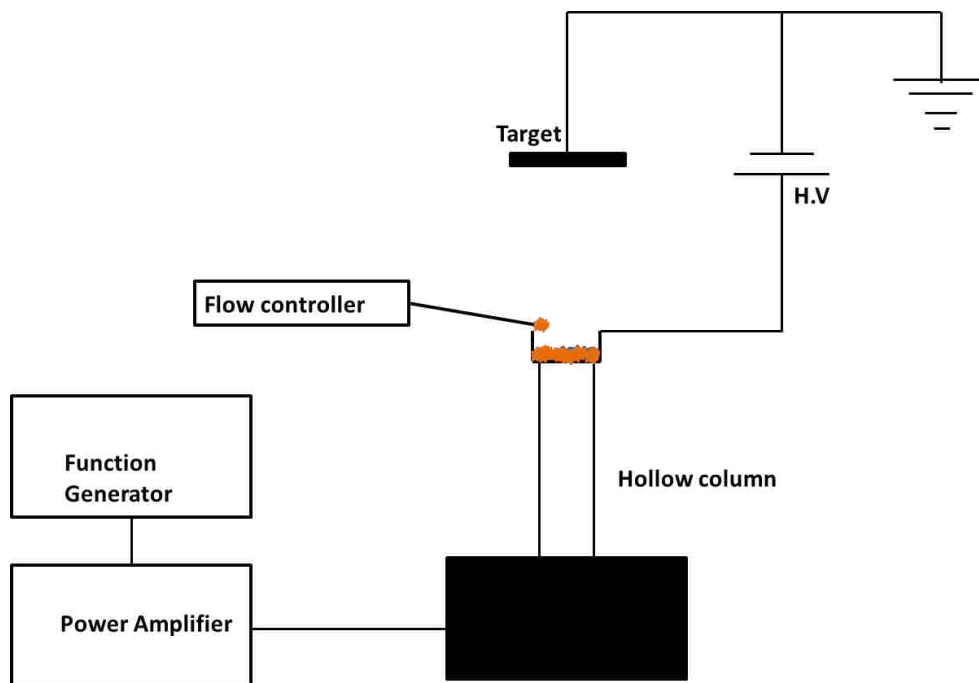 Target
H.V
Flow controller
Function
Generator
Hollow column
Power Amplifier